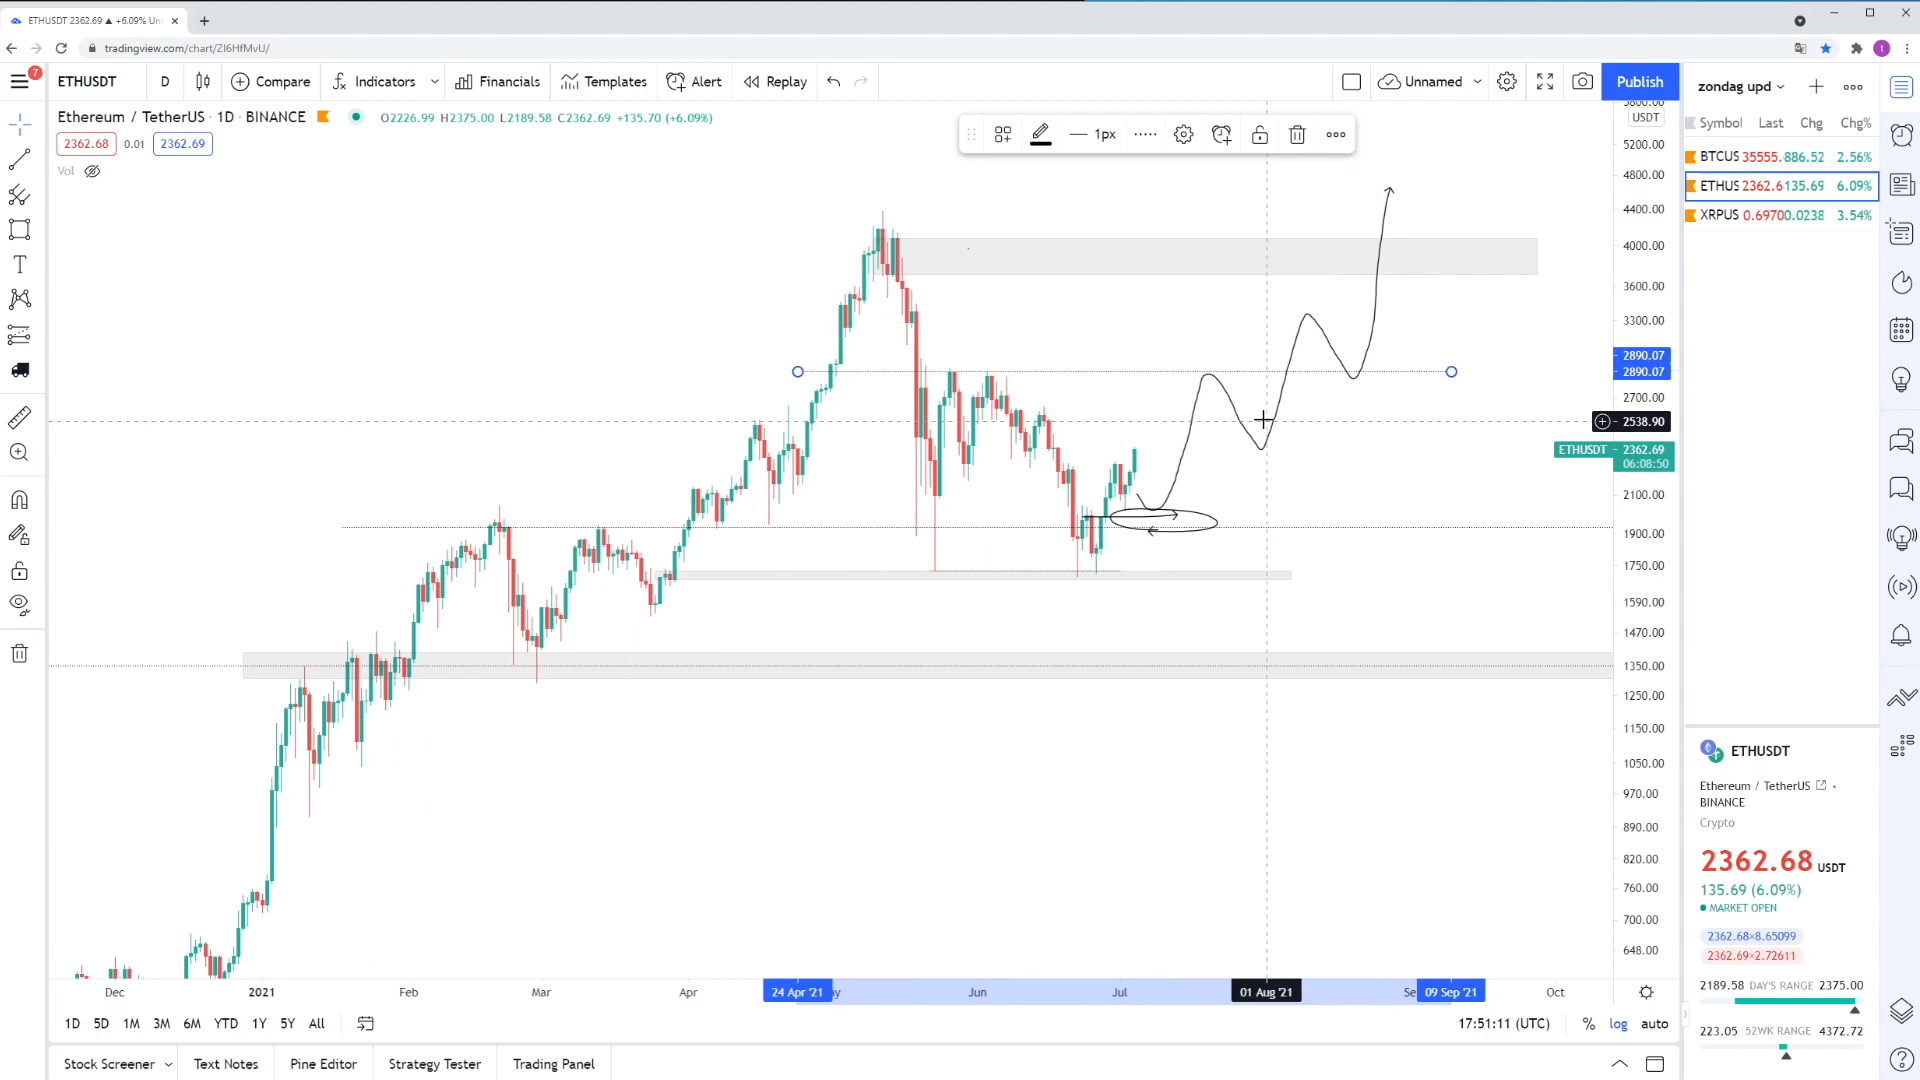 ETHUSDT 2362.69 ▲ +6.09% Un
tradingview.com/chart/ZI6HfMvU/
7
ETHUSDT D Compare Indicators Financials Templates Alert Replay Unnamed Publish
Ethereum / TetherUS · 1D · BINANCE O2226.99 H2375.00 L2189.58 C2362.69 +135.70 (+6.09%)
2362.68 0.01 2362.69
Vol
1px
USDT
5200.00
4800.00
4400.00
4000.00
3600.00
3300.00
2890.07
2890.07
2700.00
2538.90
ETHUSDT 2362.69
06:08:50
2100.00
1900.00
1750.00
1590.00
1470.00
1350.00
1250.00
1150.00
1050.00
970.00
890.00
820.00
760.00
700.00
648.00
Dec 2021 Feb Mar Apr 24 Apr '21 Jun Jul 01 Aug '21 09 Sep '21 Oct
1D 5D 1M 3M 6M YTD 1Y 5Y All 17:51:11 (UTC) % log auto
Stock Screener Text Notes Pine Editor Strategy Tester Trading Panel
zondag upd
Symbol Last Chg Chg%
BTCUS 35555. 886.52 2.56%
ETHUS 2362.6 135.69 6.09%
XRPUS 0.6970 0.0238 3.54%
ETHUSDT
Ethereum / TetherUS
BINANCE
Crypto
2362.68 USDT
135.69 (6.09%)
MARKET OPEN
2362.68×8.65099
2362.69×2.72611
2189.58 DAY'S RANGE 2375.00
223.05 52WK RANGE 4372.72
t